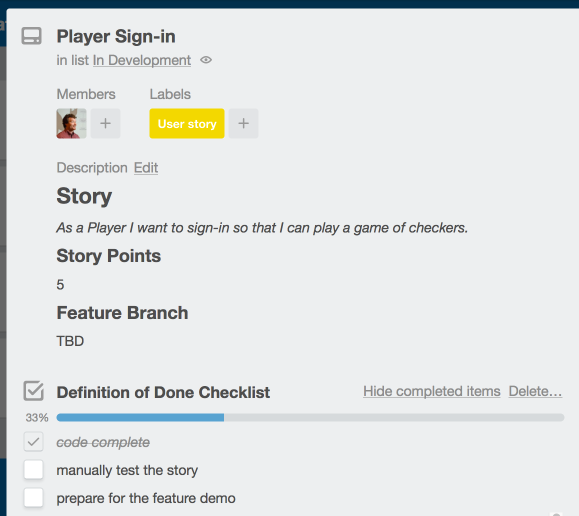 Player Sign-in
in list In Development
Members Labels
User story
Description Edit
Story
As a Player I want to sign-in so that I can play a game of checkers.
Story Points
5
Feature Branch
TBD
Definition of Done Checklist Hide completed items Delete…
33%
code complete
manually test the story
prepare for the feature demo